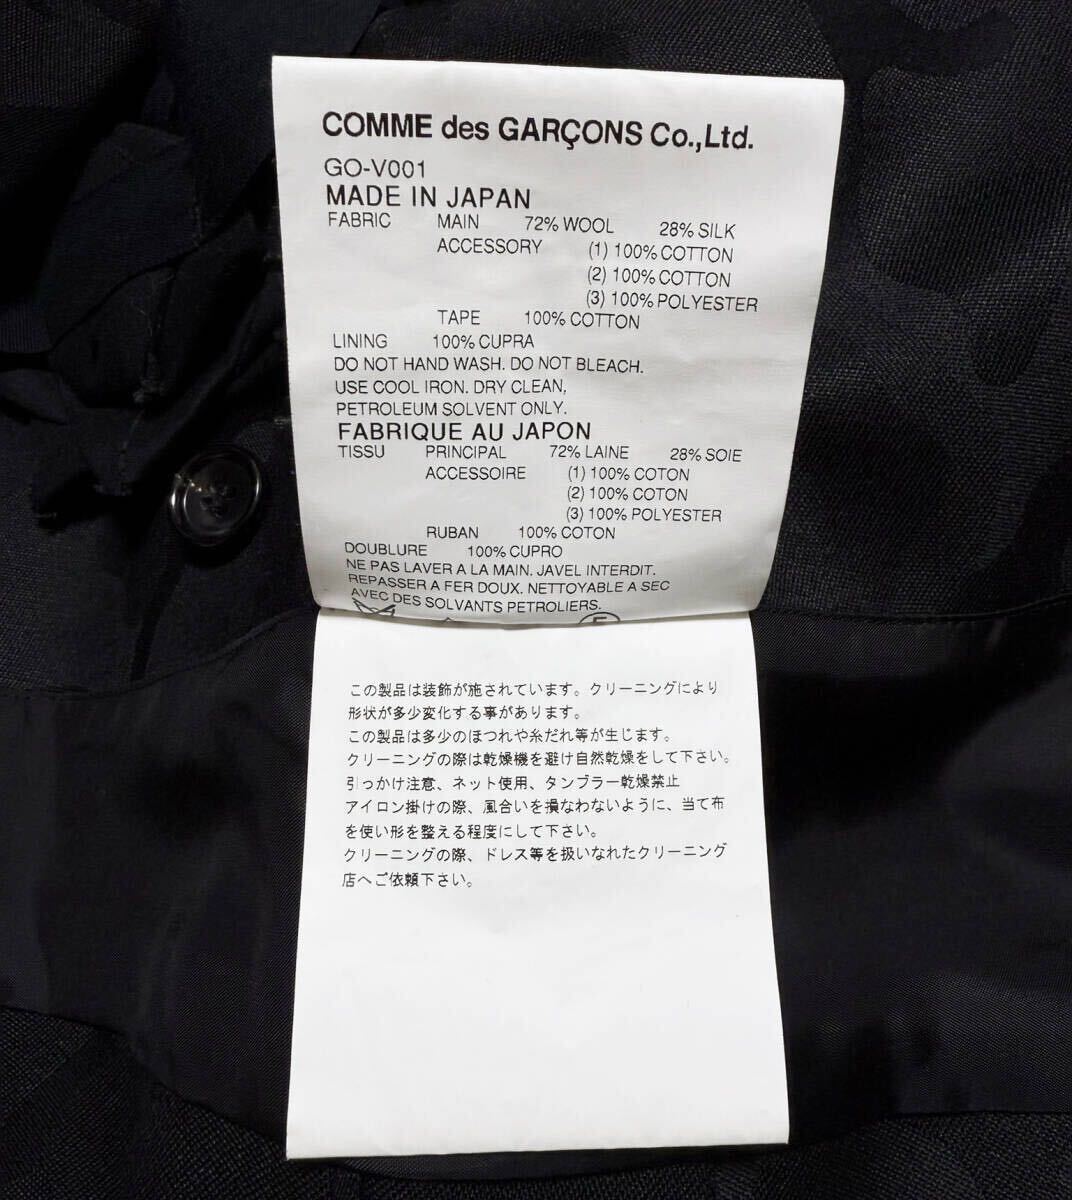 COMME des GARÇONS Co.,Ltd.
GO-V001
MADE IN JAPAN
FABRIC MAIN 72% WOOL 28% SILK
ACCESSORY (1) 100% COTTON
(2) 100% COTTON
(3) 100% POLYESTER
TAPE 100% COTTON
LINING 100% CUPRA
DO NOT HAND WASH. DO NOT BLEACH.
USE COOL IRON. DRY CLEAN,
PETROLEUM SOLVENT ONLY.
FABRIQUE AU JAPON
TISSU PRINCIPAL 72% LAINE 28% SOIE
ACCESSOIRE (1) 100% COTON
(2) 100% COTON
(3) 100% POLYESTER
RUBAN 100% COTON
DOUBLURE 100% CUPRO
NE PAS LAVER A LA MAIN. JAVEL INTERDIT.
REPASSER A FER DOUX. NETTOYABLE A SEC
AVEC DES SOLVANTS PETROLIERS.
この製品は装飾が施されています。クリーニングにより
形状が多少変化する事があります。
この製品は多少のほつれや糸だれ等が生じます。
クリーニングの際は乾燥機を避け自然乾燥をして下さい。
引っかけ注意、ネット使用、タンブラー乾燥禁止
アイロン掛けの際、風合いを損なわないように、当て布
を使い形を整える程度にして下さい。
クリーニングの際、ドレス等を扱いなれたクリーニング
店へご依頼下さい。